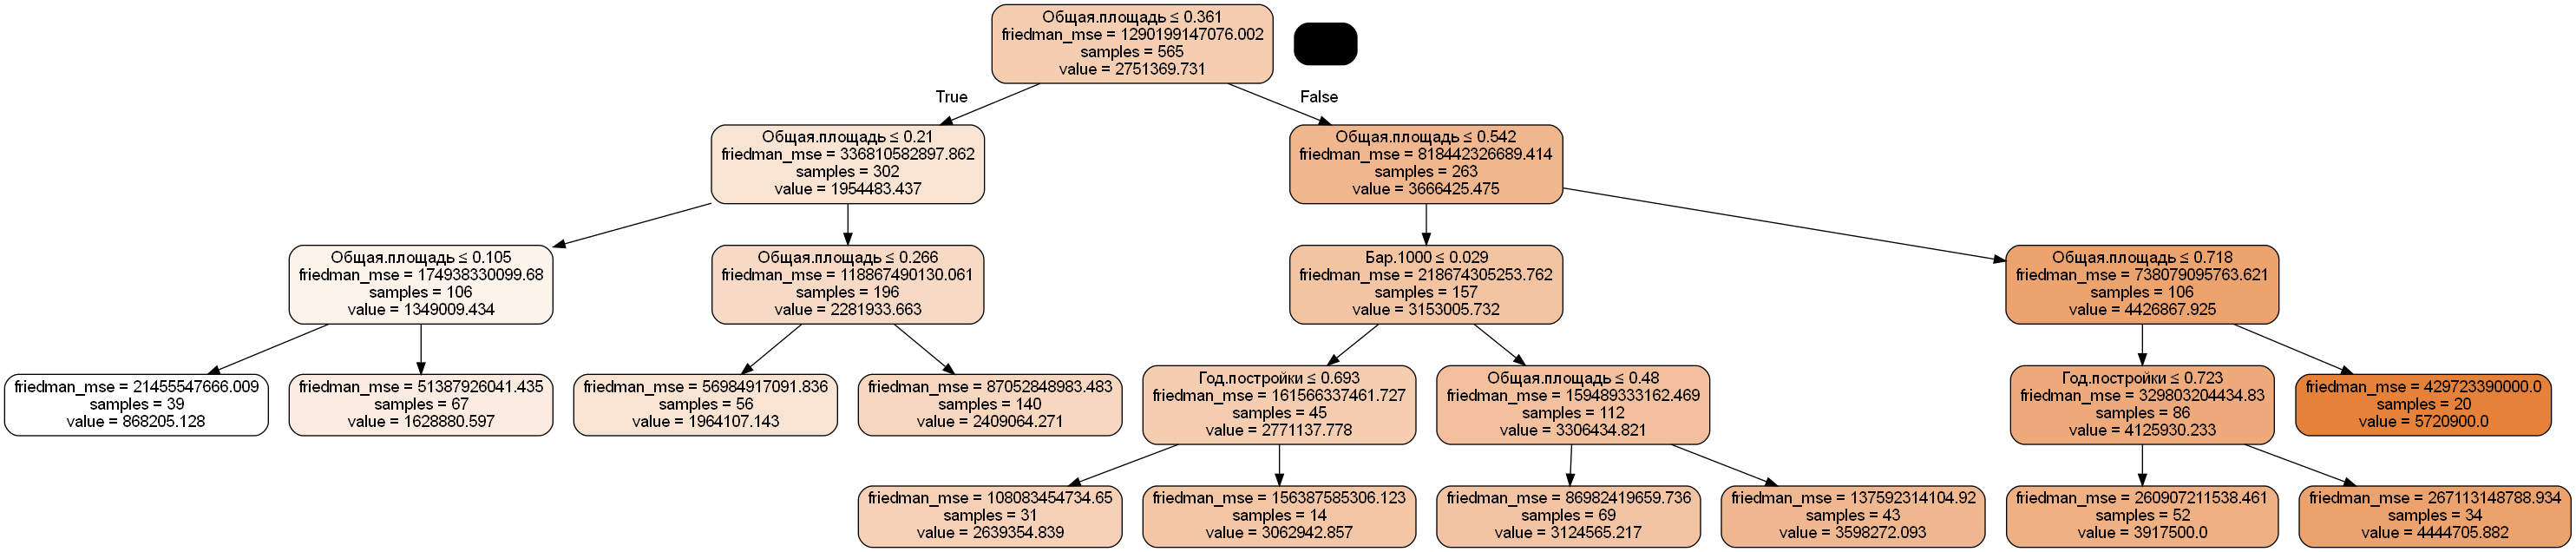 Общая.площадь ≤ 0.361
friedman_mse = 1290199147076.002
samples = 565
value = 2751369.731
True
False
Общая.площадь ≤ 0.21
friedman_mse = 336810582897.862
samples = 302
value = 1954483.437
Общая.площадь ≤ 0.542
friedman_mse = 818442326689.414
samples = 263
value = 3666425.475
Общая.площадь ≤ 0.105
friedman_mse = 174938330099.68
samples = 106
value = 1349009.434
Общая.площадь ≤ 0.266
friedman_mse = 118867490130.061
samples = 196
value = 2281933.663
Бар.1000 ≤ 0.029
friedman_mse = 218674305253.762
samples = 157
value = 3153005.732
Общая.площадь ≤ 0.718
friedman_mse = 738079095763.621
samples = 106
value = 4426867.925
friedman_mse = 21455547666.009
samples = 39
value = 868205.128
friedman_mse = 51387926041.435
samples = 67
value = 1628880.597
friedman_mse = 56984917091.836
samples = 56
value = 1964107.143
friedman_mse = 87052848983.483
samples = 140
value = 2409064.271
Год.постройки ≤ 0.693
friedman_mse = 161566337461.727
samples = 45
value = 2771137.778
Общая.площадь ≤ 0.48
friedman_mse = 159489333162.469
samples = 112
value = 3306434.821
Год.постройки ≤ 0.723
friedman_mse = 329803204434.83
samples = 86
value = 4125930.233
friedman_mse = 429723390000.0
samples = 20
value = 5720900.0
friedman_mse = 108083454734.65
samples = 31
value = 2639354.839
friedman_mse = 156387585306.123
samples = 14
value = 3062942.857
friedman_mse = 86982419659.736
samples = 69
value = 3124565.217
friedman_mse = 137592314104.92
samples = 43
value = 3598272.093
friedman_mse = 260907211538.461
samples = 52
value = 3917500.0
friedman_mse = 267113148788.934
samples = 34
value = 4444705.882